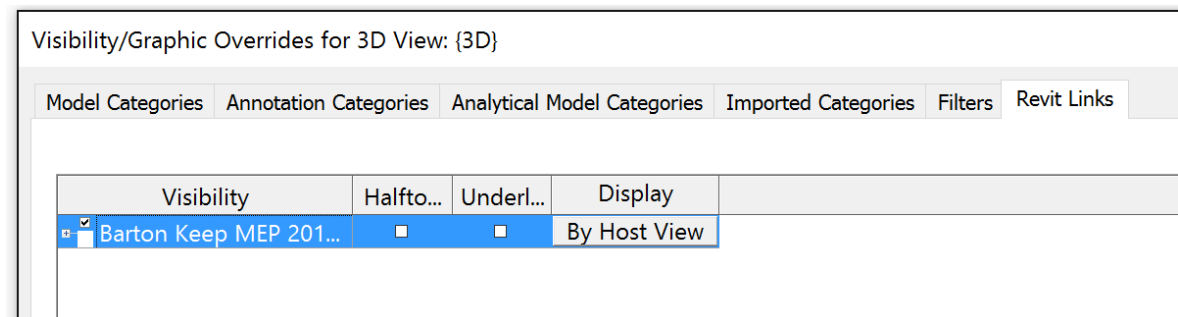 Visibility/Graphic Overrides for 3D View: {3D}
Model Categories Annotation Categories Analytical Model Categories Imported Categories Filters Revit Links
Visibility Halfto... Underl... Display
Barton Keep MEP 201... By Host View